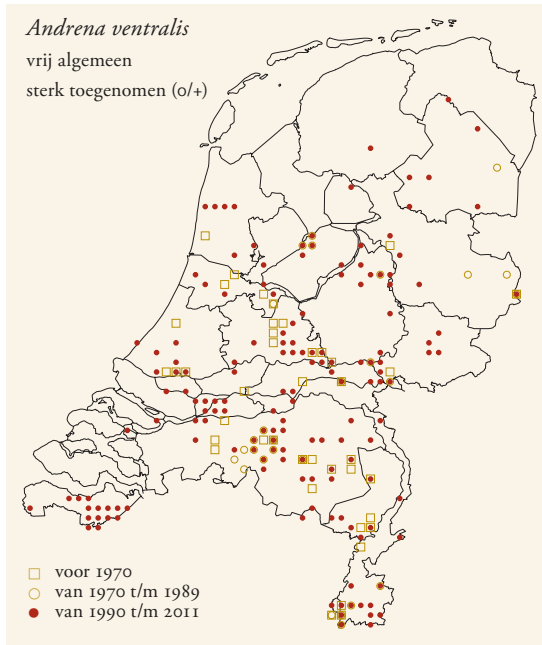 Andrena ventralis
vrij algemeen
sterk toegenomen (0/+)
voor 1970
van 1970 t/m 1989
van 1990 t/m 2011